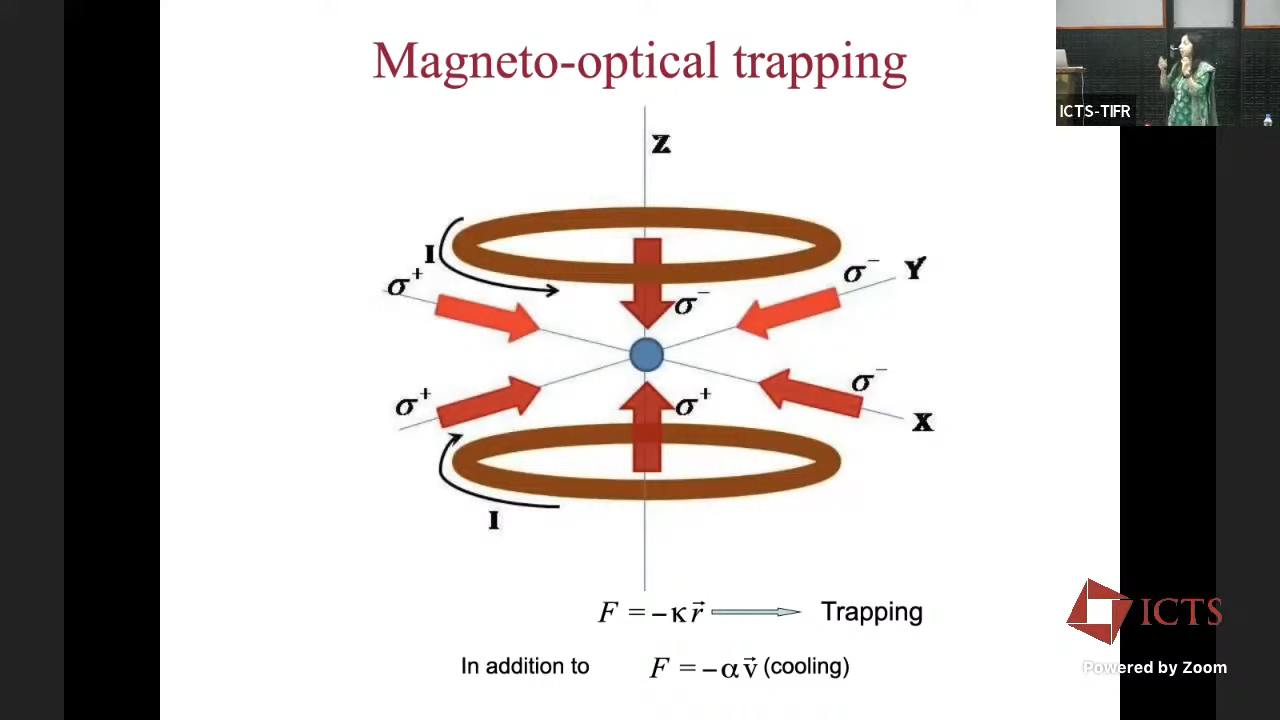 Magneto-optical trapping
ICTS-TIFR
Z
I
σ⁺
σ⁻
σ⁻
Y
σ⁺
σ⁺
σ⁻
X
I
F = −κr⃗ Trapping
In addition to F = −αv⃗ (cooling)
ICTS
Powered by Zoom